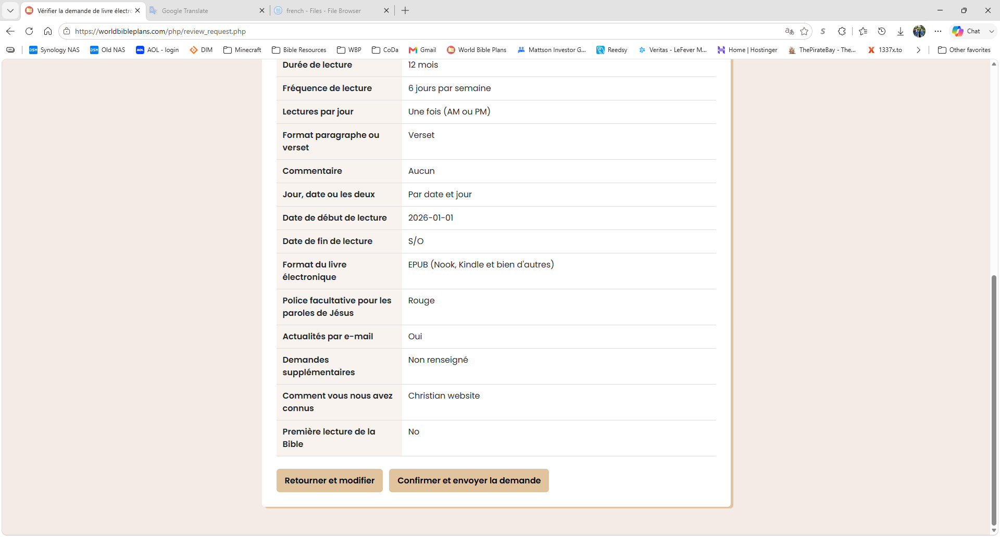 Vérifier la demande de livre électro
Google Translate
french - Files - File Browser
https://worldbibleplans.com/php/review_request.php
Chat
Synology NAS
Old NAS
AOL - login
DIM
Minecraft
Bible Resources
WBP
CoDa
Gmail
World Bible Plans
Mattson Investor G...
Reedsy
Veritas - LeFever M...
Home | Hostinger
ThePirateBay - The...
1337x.to
Other favorites
Durée de lecture
12 mois
Fréquence de lecture
6 jours par semaine
Lectures par jour
Une fois (AM ou PM)
Format paragraphe ou
verset
Verset
Commentaire
Aucun
Jour, date ou les deux
Par date et jour
Date de début de lecture
2026-01-01
Date de fin de lecture
S/O
Format du livre
électronique
EPUB (Nook, Kindle et bien d'autres)
Police facultative pour les
paroles de Jésus
Rouge
Actualités par e-mail
Oui
Demandes
supplémentaires
Non renseigné
Comment vous nous avez
connus
Christian website
Première lecture de la
Bible
No
Retourner et modifier
Confirmer et envoyer la demande